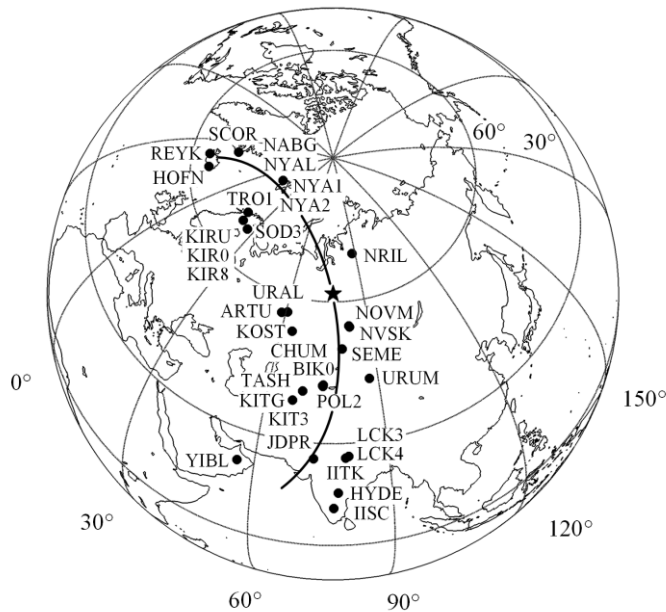 60°
30°
SCOR
NABG
REYK
NYAL
HOFN
NYA1
TRO1
NYA2
KIRU
SOD3
KIR0
KIR8
NRIL
URAL
ARTU
NOVM
KOST
NVSK
CHUM
SEME
BIK0
TASH
URUM
KITG
POL2
KIT3
0°
150°
JDPR
LCK3
YIBL
LCK4
IITK
HYDE
IISC
30°
120°
60°
90°